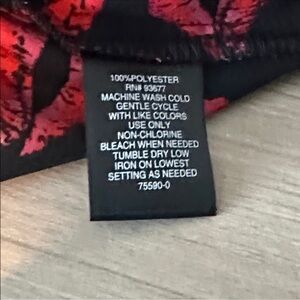 100%POLYESTER
RN# 93677
MACHINE WASH COLD
GENTLE CYCLE
WITH LIKE COLORS
USE ONLY
NON-CHLORINE
BLEACH WHEN NEEDED
TUMBLE DRY LOW
IRON ON LOWEST
SETTING AS NEEDED
75590-0